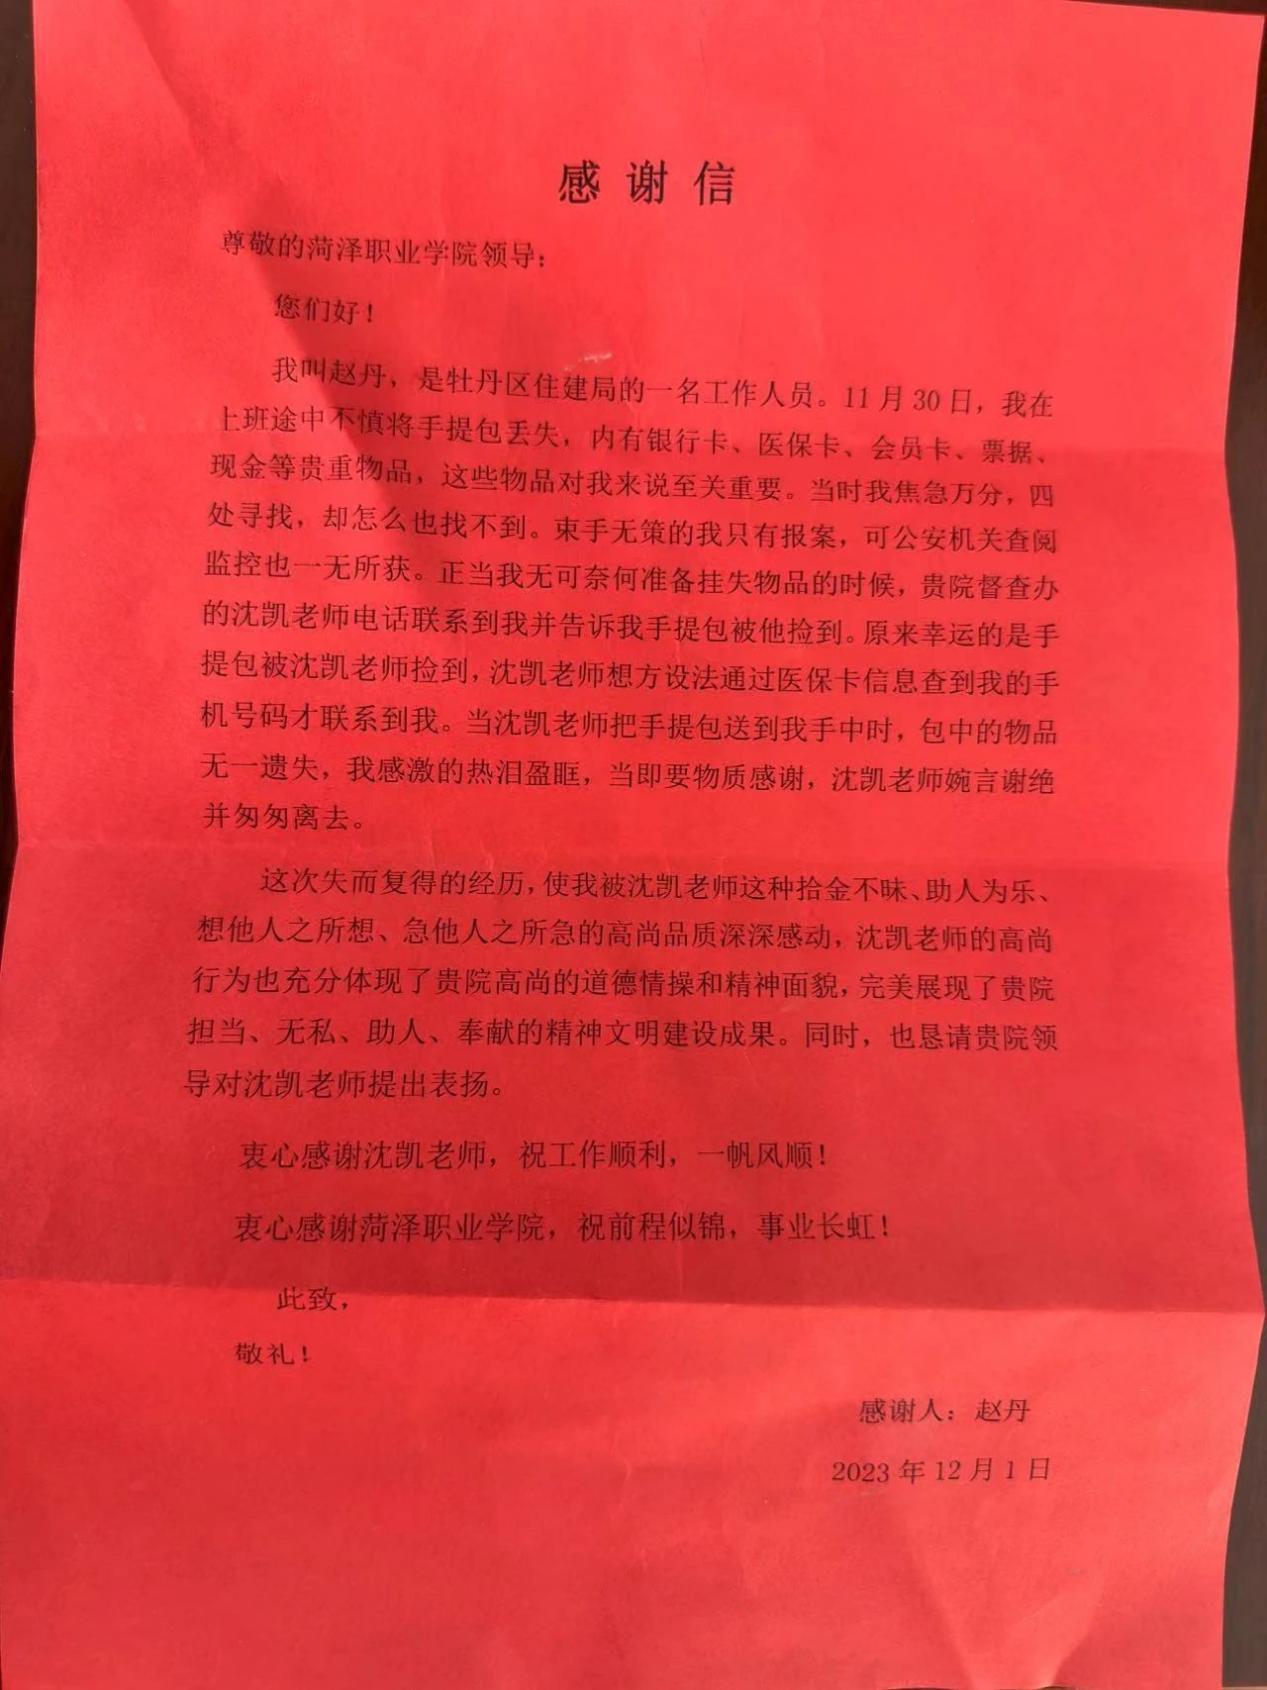 感谢信
尊敬的菏泽职业学院领导：
您们好！
我叫赵丹，是牡丹区住建局的一名工作人员。11月30日，我在
上班途中不慎将手提包丢失，内有银行卡、医保卡、会员卡、票据、
现金等贵重物品，这些物品对我来说至关重要。当时我焦急万分，四
处寻找，却怎么也找不到。束手无策的我只有报案，可公安机关查阅
监控也一无所获。正当我无可奈何准备挂失物品的时候，贵院督查办
的沈凯老师电话联系到我并告诉我手提包被他捡到。原来幸运的是手
提包被沈凯老师捡到，沈凯老师想方设法通过医保卡信息查到我的手
机号码才联系到我。当沈凯老师把手提包送到我手中时，包中的物品
无一遗失，我感激的热泪盈眶，当即要物质感谢，沈凯老师婉言谢绝
并匆匆离去。
这次失而复得的经历，使我被沈凯老师这种拾金不昧、助人为乐、
想他人之所想、急他人之所急的高尚品质深深感动，沈凯老师的高尚
行为也充分体现了贵院高尚的道德情操和精神面貌，完美展现了贵院
担当、无私、助人、奉献的精神文明建设成果。同时，也恳请贵院领
导对沈凯老师提出表扬。
衷心感谢沈凯老师，祝工作顺利，一帆风顺！
衷心感谢菏泽职业学院，祝前程似锦，事业长虹！
此致，
敬礼！
感谢人：赵丹
2023年12月1日